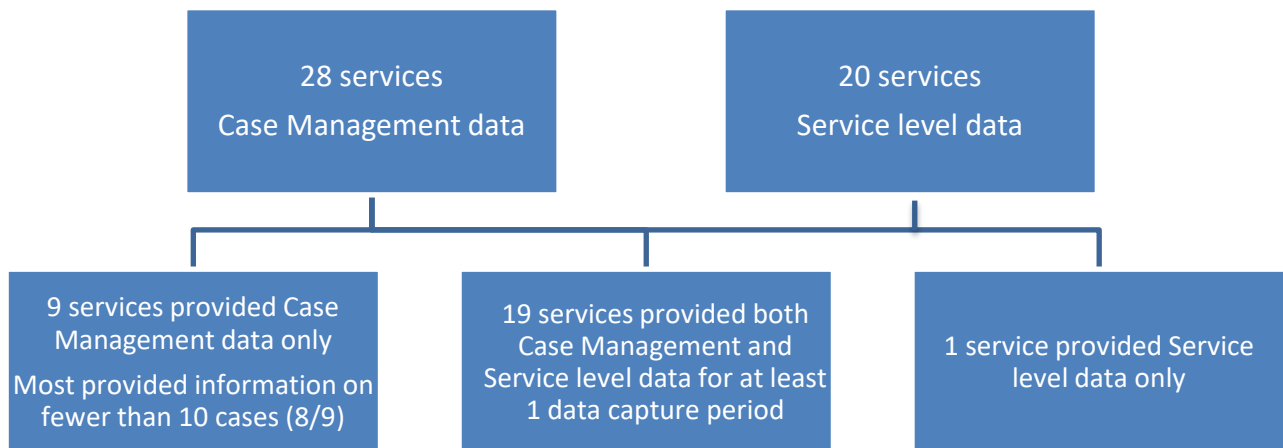 28 services
Case Management data
20 services
Service level data
9 services provided Case
Management data only
Most provided information on
fewer than 10 cases (8/9)
19 services provided both
Case Management and
Service level data for at least
1 data capture period
1 service provided Service
level data only